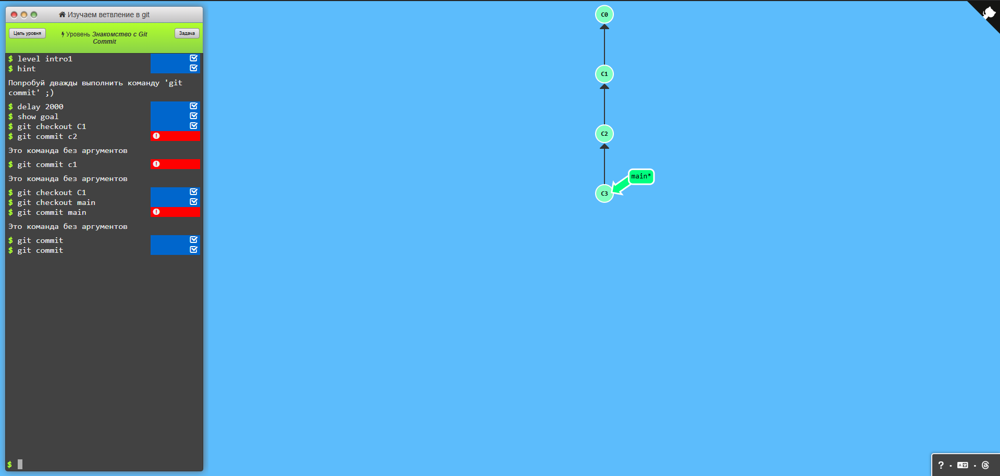 Изучаем ветвление в git
Цель уровня
Уровень Знакомство с Git
Commit
Задача
$ level intro1
$ hint
Попробуй дважды выполнить команду 'git
commit' ;)
$ delay 2000
$ show goal
$ git checkout C1
$ git commit c2
Это команда без аргументов
$ git commit c1
Это команда без аргументов
$ git checkout C1
$ git checkout main
$ git commit main
Это команда без аргументов
$ git commit
$ git commit
$
C0
C1
C2
main*
C3
?